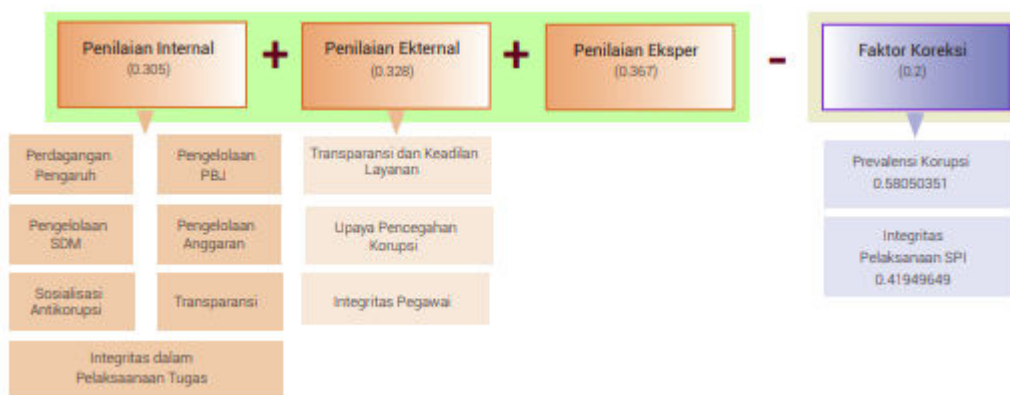 Penilaian Internal
(0.305)
+
Penilaian Ekternal
(0.328)
+
Penilaian Eksper
(0.367)
-
Faktor Koreksi
(0.2)
Perdagangan
Pengaruh
Pengelolaan
PBJ
Pengelolaan
SDM
Pengelolaan
Anggaran
Sosialisasi
Antikorupsi
Transparansi
Integritas dalam
Pelaksaanaan Tugas
Transparansi dan Keadilan
Layanan
Upaya Pencegahan
Korupsi
Integritas Pegawai
Prevalensi Korupsi
0.58050351
Integritas
Pelaksanaan SPI
0.41949649